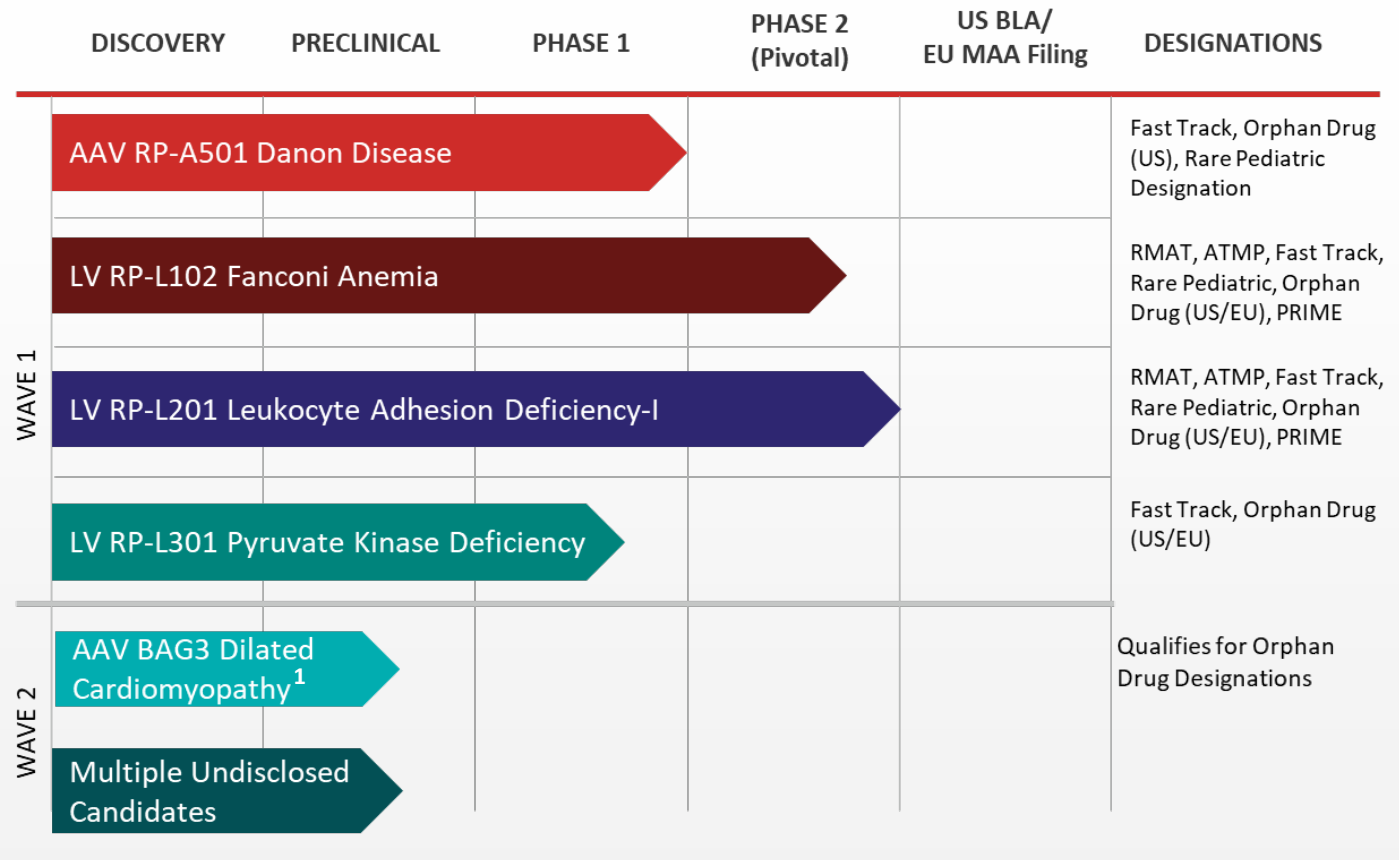 DISCOVERY
PRECLINICAL
PHASE 1
PHASE 2
(Pivotal)
US BLA/
EU MAA Filing
DESIGNATIONS
WAVE 1
AAV RP-A501 Danon Disease
Fast Track, Orphan Drug
(US), Rare Pediatric
Designation
LV RP-L102 Fanconi Anemia
RMAT, ATMP, Fast Track,
Rare Pediatric, Orphan
Drug (US/EU), PRIME
LV RP-L201 Leukocyte Adhesion Deficiency-I
RMAT, ATMP, Fast Track,
Rare Pediatric, Orphan
Drug (US/EU), PRIME
LV RP-L301 Pyruvate Kinase Deficiency
Fast Track, Orphan Drug
(US/EU)
WAVE 2
AAV BAG3 Dilated
Cardiomyopathy1
Qualifies for Orphan
Drug Designations
Multiple Undisclosed
Candidates